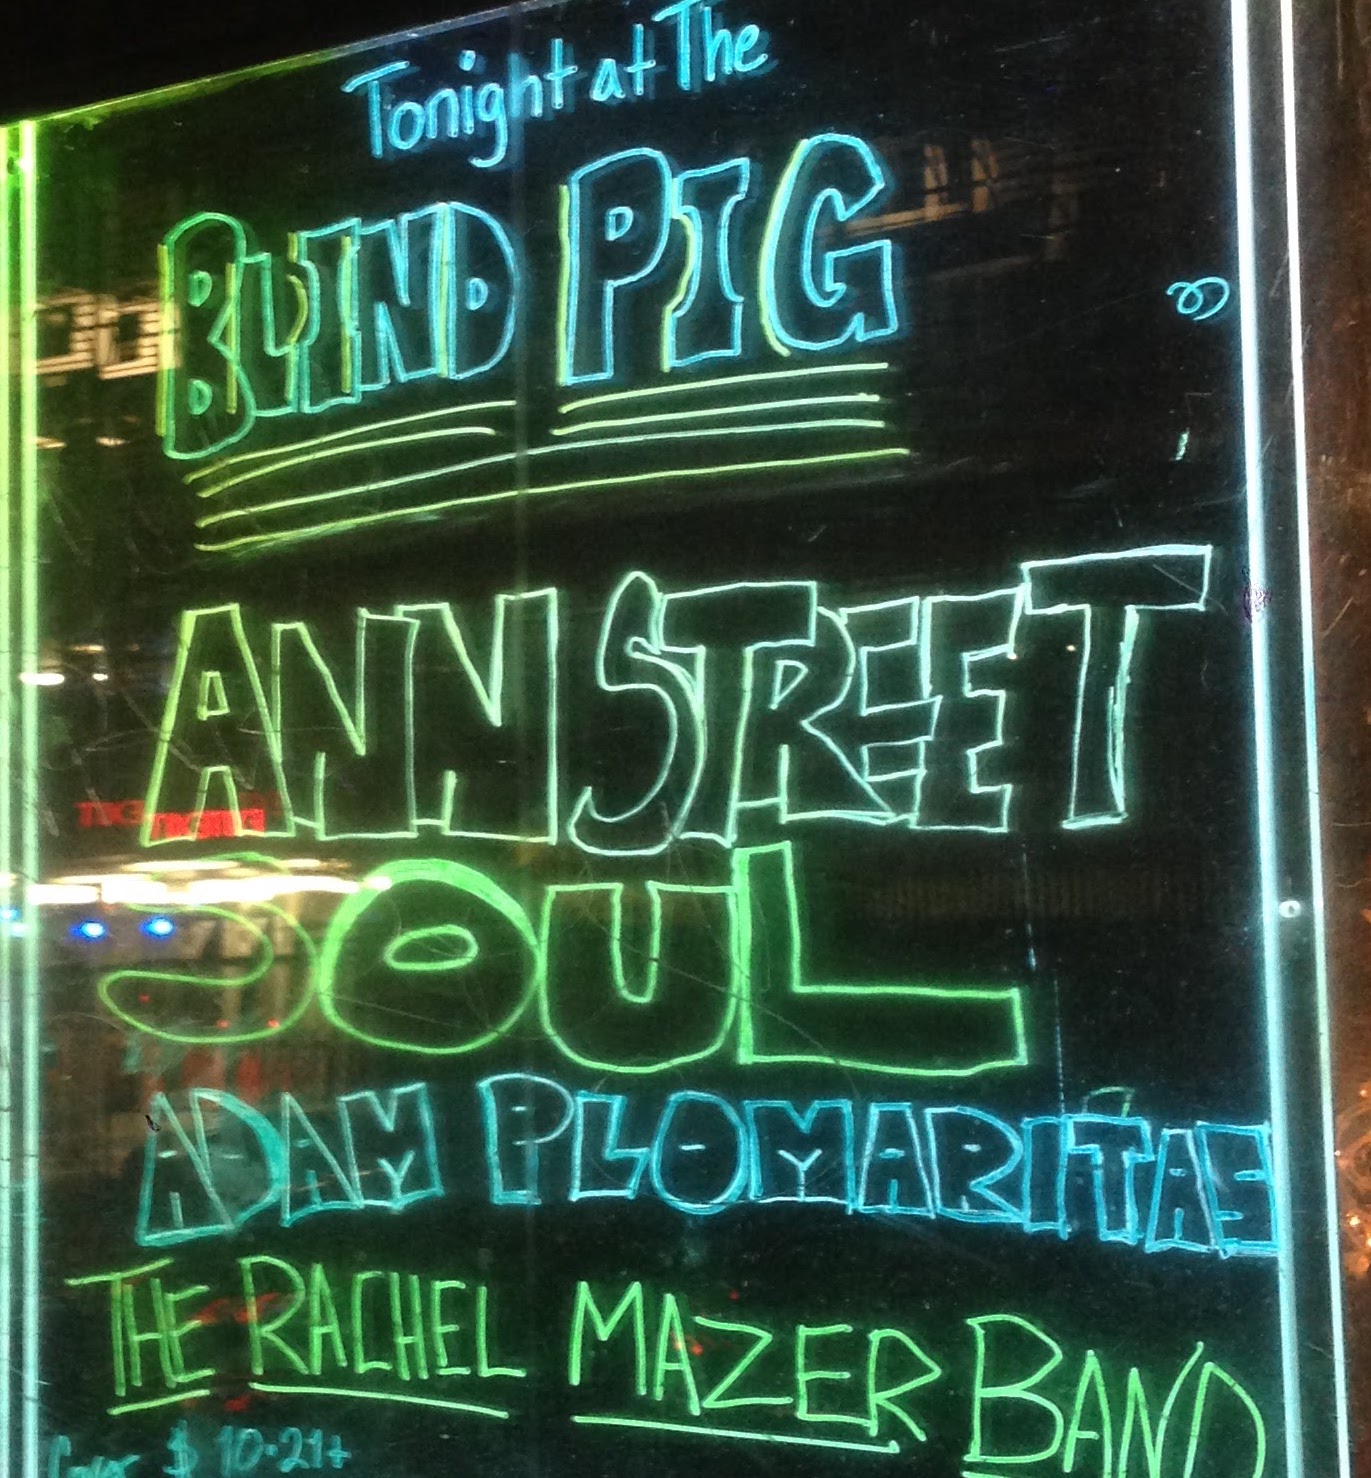 Tonight at The
BLIND PIG
ANN STREET
SOUL
ADAM PLOMARITAS
THE RACHEL MAZER BAND
Cover $ 10.21+